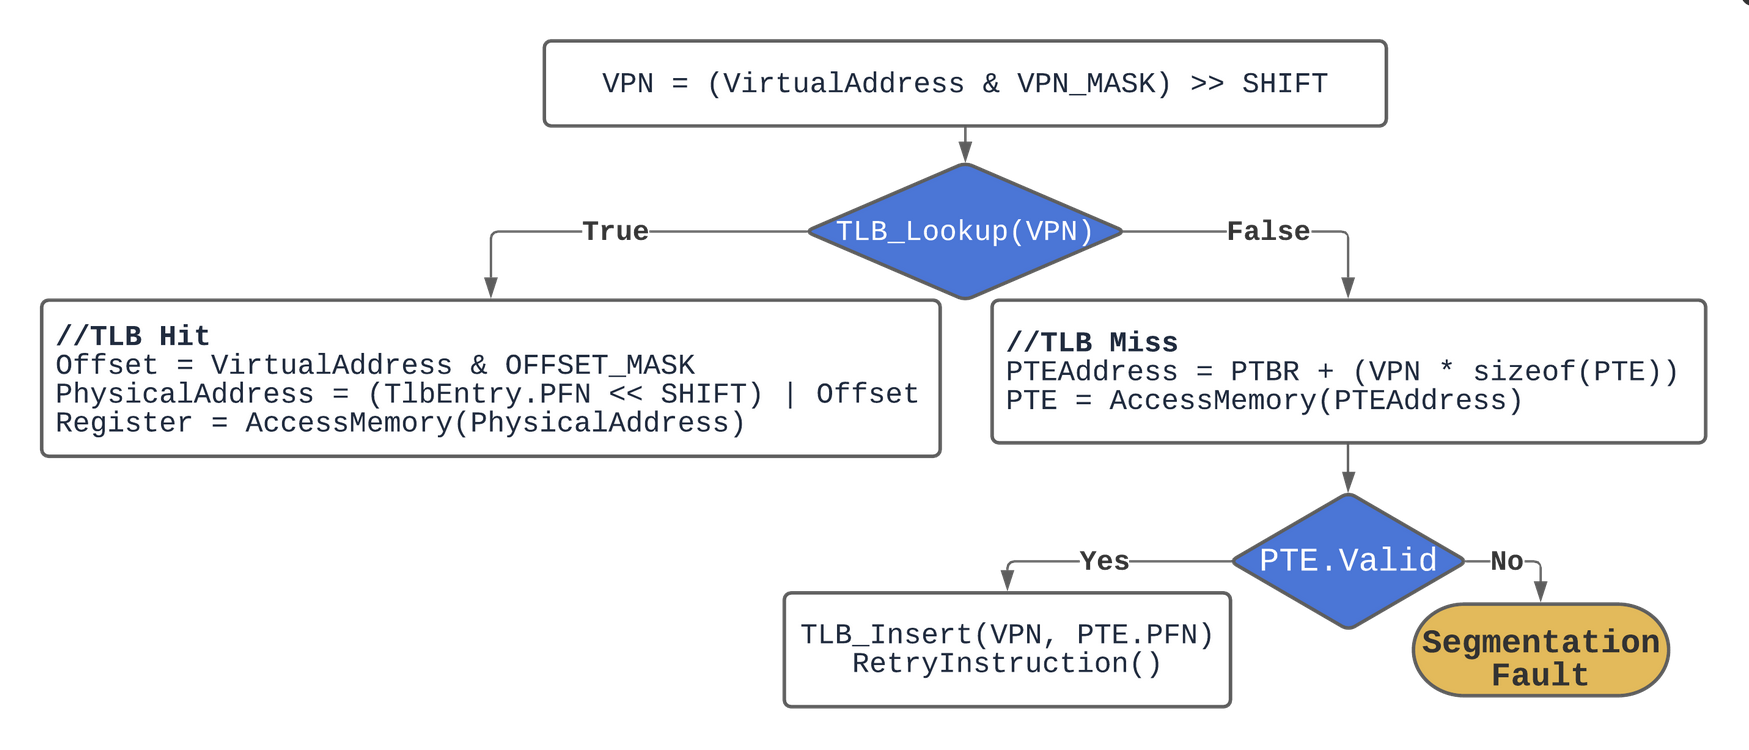 VPN = (VirtualAddress & VPN_MASK) >> SHIFT
TLB_Lookup(VPN)
True
False
//TLB Hit
Offset = VirtualAddress & OFFSET_MASK
PhysicalAddress = (TlbEntry.PFN << SHIFT) | Offset
Register = AccessMemory(PhysicalAddress)
//TLB Miss
PTEAddress = PTBR + (VPN * sizeof(PTE))
PTE = AccessMemory(PTEAddress)
PTE.Valid
Yes
No
TLB_Insert(VPN, PTE.PFN)
RetryInstruction()
Segmentation
Fault